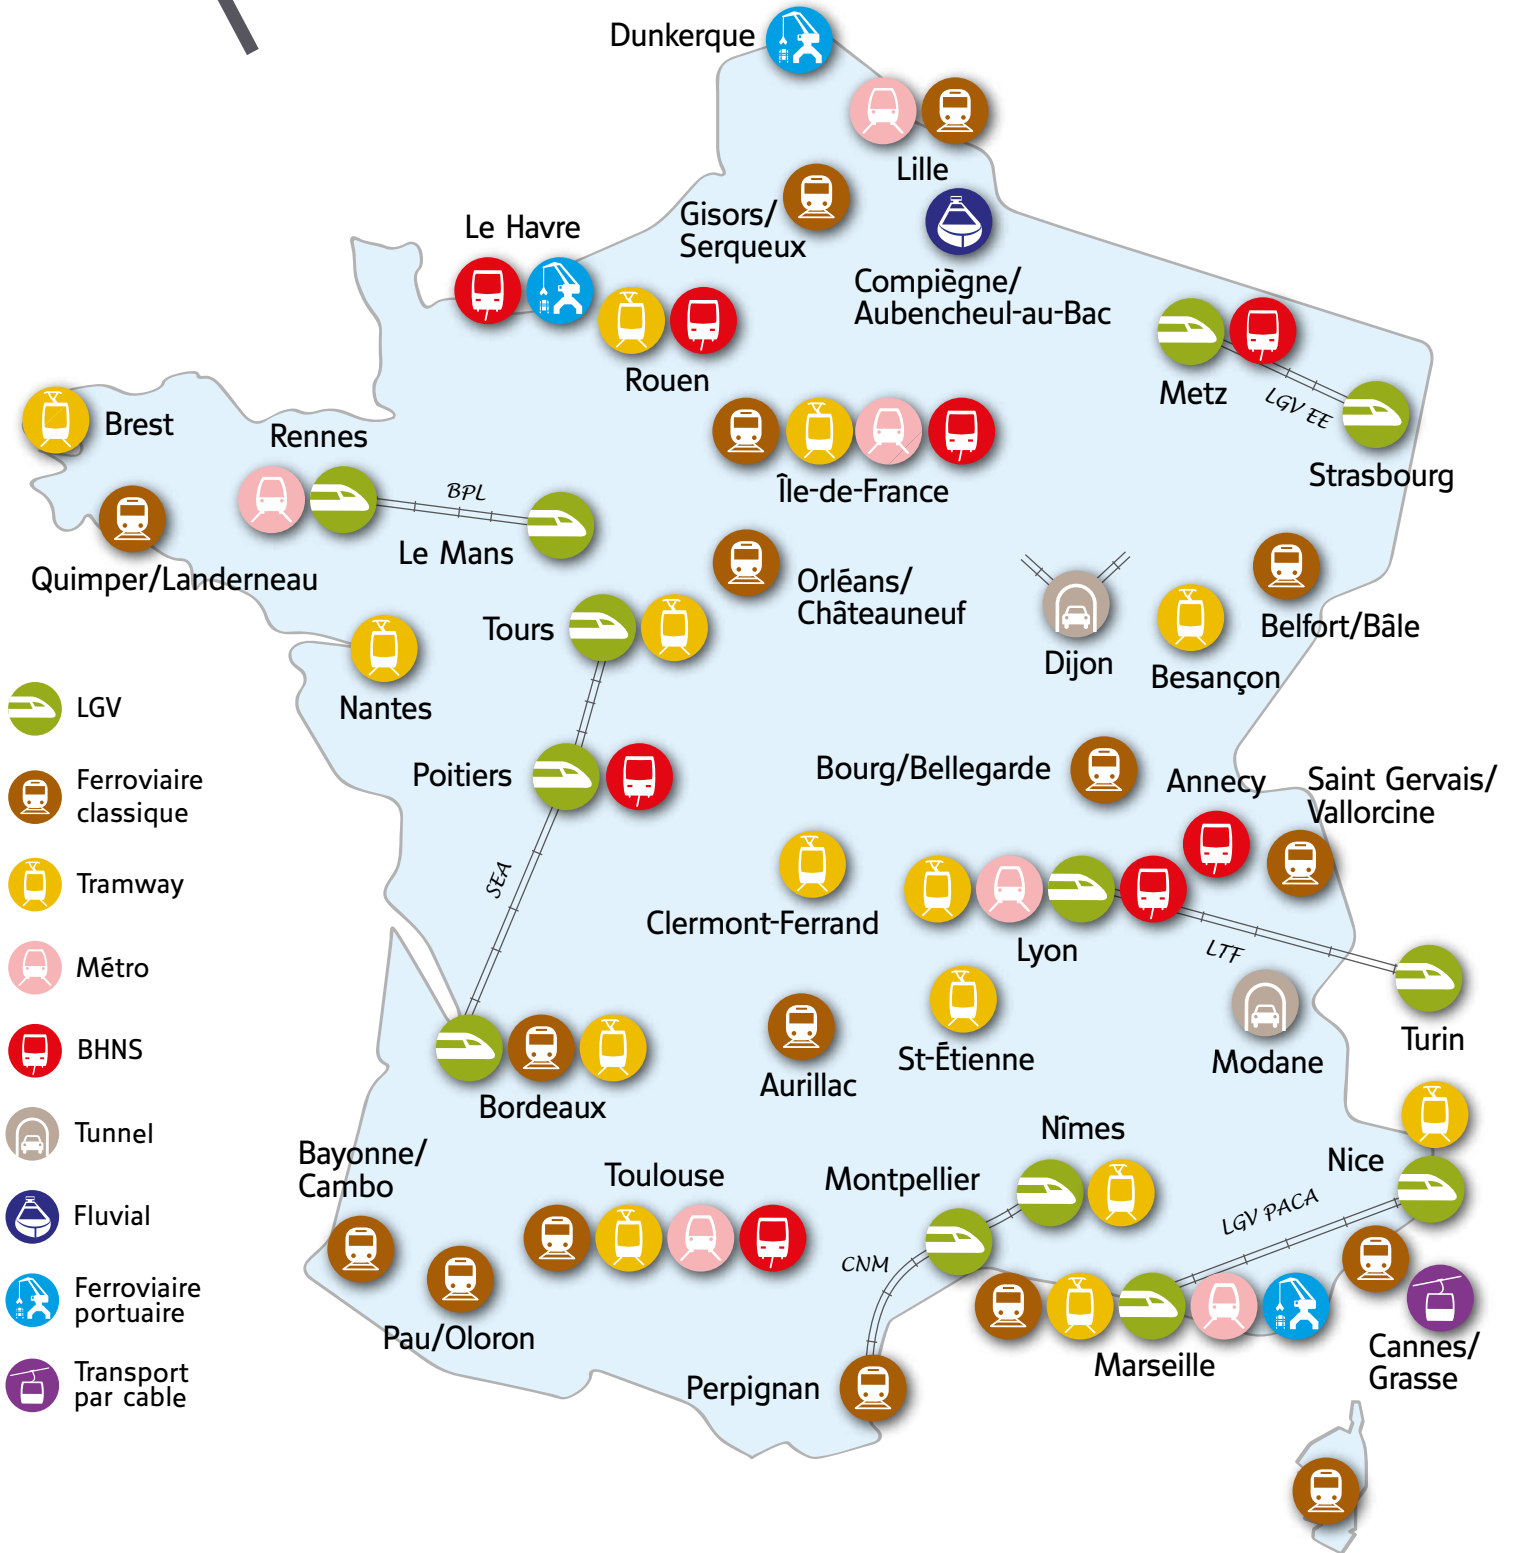 Dunkerque
Lille
Gisors/
Serqueux
Le Havre
Compiègne/
Aubencheul-au-Bac
Rouen
Metz
LGV EE
Strasbourg
Brest
Rennes
BPL
Île-de-France
Le Mans
Quimper/Landerneau
Orléans/
Châteauneuf
Tours
Dijon
Besançon
Belfort/Bâle
Nantes
LGV
Ferroviaire
classique
Tramway
Métro
BHNS
Tunnel
Fluvial
Ferroviaire
portuaire
Transport
par cable
Poitiers
Bourg/Bellegarde
Annecy
Saint Gervais/
Vallorcine
SEA
Clermont-Ferrand
Lyon
LTF
Turin
St-Étienne
Modane
Aurillac
Bordeaux
Bayonne/
Cambo
Toulouse
Montpellier
Nîmes
Nice
LGV PACA
CNM
Pau/Oloron
Perpignan
Marseille
Cannes/
Grasse